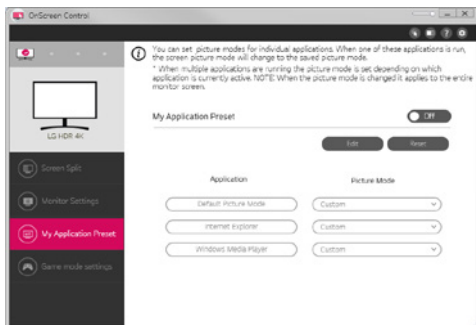 OnScreen Control
You can set picture modes for individual applications. When one of these applications is run,
the screen picture mode will change to the saved picture mode.
* When multiple applications are running the picture mode is set depending on which
application is currently active. NOTE: When the picture mode is changed it applies to the entire
monitor screen.
LG HDR 4K
My Application Preset
Off
Edit
Reset
Screen Split
Monitor Settings
My Application Preset
Game mode settings
Application
Picture Mode
Default Picture Mode
Custom
Internet Explorer
Custom
Windows Media Player
Custom